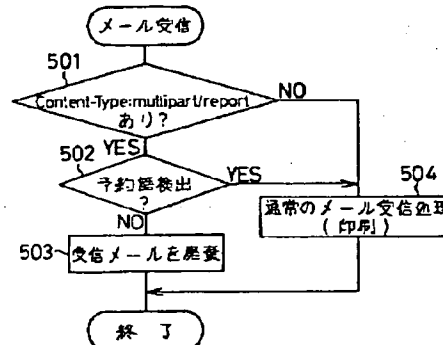 メール受信
501
Content-Type:multipart/report
あり?
NO
YES
502
予約語検出
?
YES
NO
504
通常のメール受信処理
(印刷)
503
受信メールを廃棄
終了